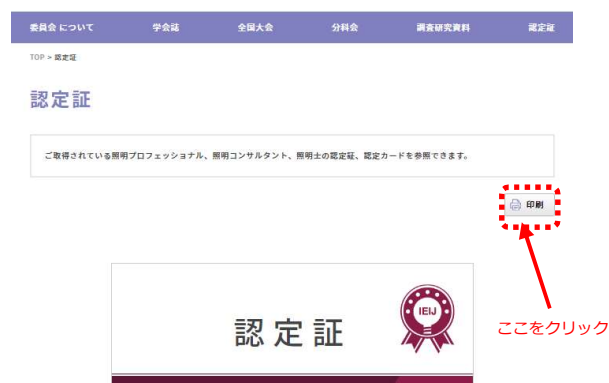 委員会について 学会誌 全国大会 分科会 調査研究資料 認定証
TOP > 認定証
認定証
ご取得されている照明プロフェッショナル、照明コンサルタント、照明士の認定証、認定カードを参照できます。
印刷
ここをクリック
IEIJ
認定証